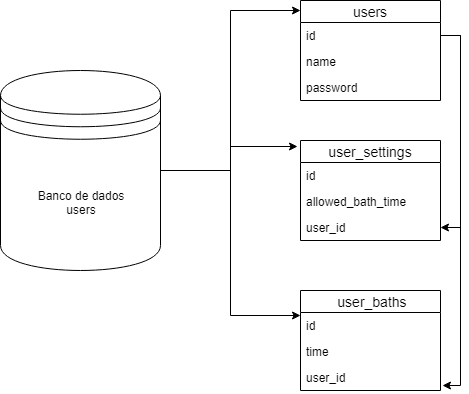 Banco de dados
users
users
id
name
password
user_settings
id
allowed_bath_time
user_id
user_baths
id
time
user_id